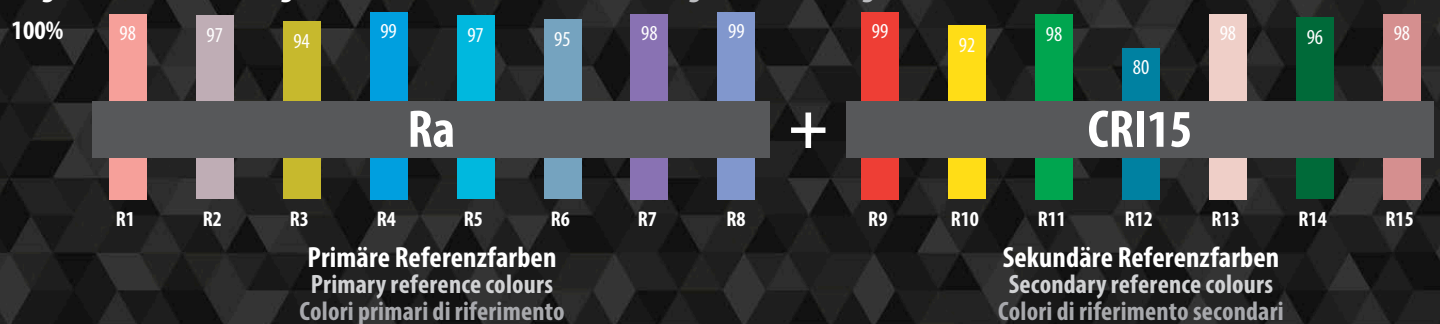 100%
98 97 94 99 97 95 98 99 99 92 98 80 98 96 98
Ra + CRI15
R1 R2 R3 R4 R5 R6 R7 R8 R9 R10 R11 R12 R13 R14 R15
Primäre Referenzfarben
Primary reference colours
Colori primari di riferimento
Sekundäre Referenzfarben
Secondary reference colours
Colori di riferimento secondari